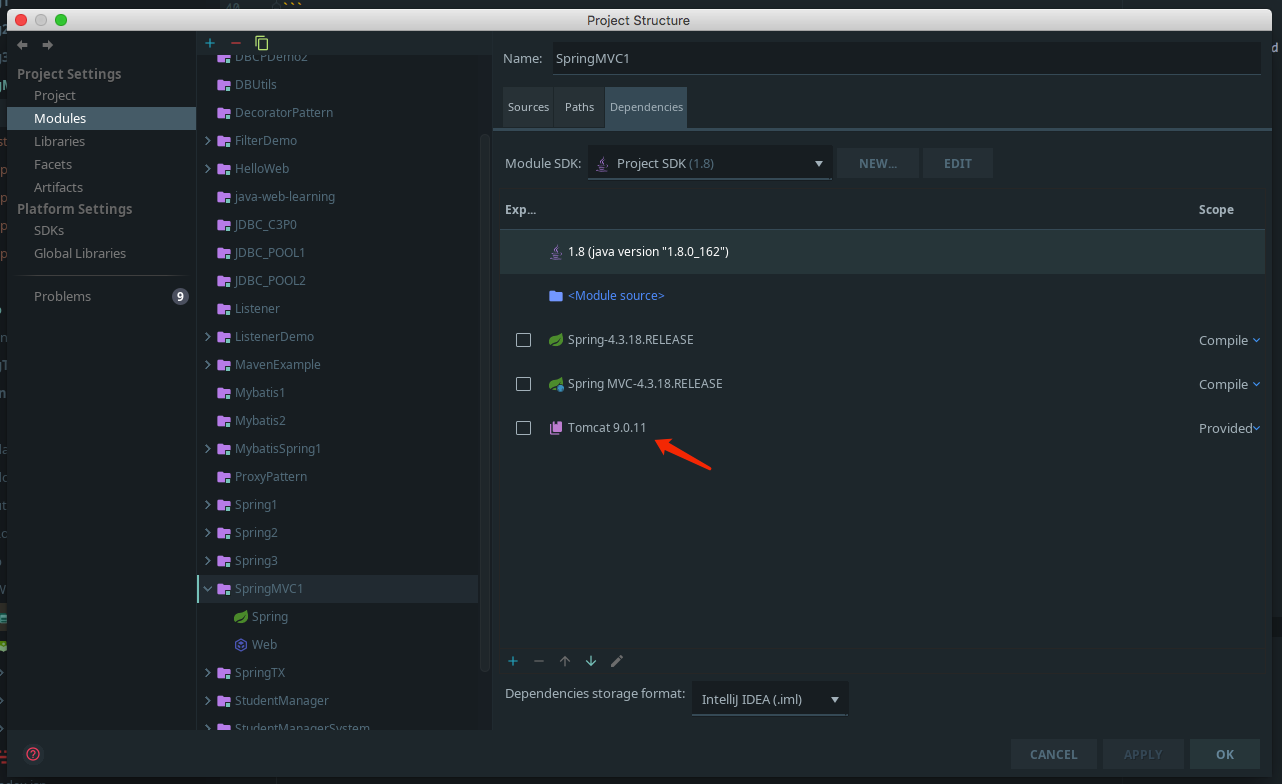 Project Structure
Project Settings
Project
Modules
Libraries
Facets
Artifacts
Platform Settings
SDKs
Global Libraries
Problems
9
DBCPDemo2
DBUtils
DecoratorPattern
FilterDemo
HelloWeb
java-web-learning
JDBC_C3P0
JDBC_POOL1
JDBC_POOL2
Listener
ListenerDemo
MavenExample
Mybatis1
Mybatis2
MybatisSpring1
ProxyPattern
Spring1
Spring2
Spring3
SpringMVC1
Spring
Web
SpringTX
StudentManager
StudentManagerSystem
Name: SpringMVC1
Sources Paths Dependencies
Module SDK: Project SDK (1.8) NEW... EDIT
Exp... Scope
1.8 (java version "1.8.0_162")
<Module source>
Spring-4.3.18.RELEASE Compile
Spring MVC-4.3.18.RELEASE Compile
Tomcat 9.0.11 Provided
Dependencies storage format: IntelliJ IDEA (.iml)
CANCEL APPLY OK